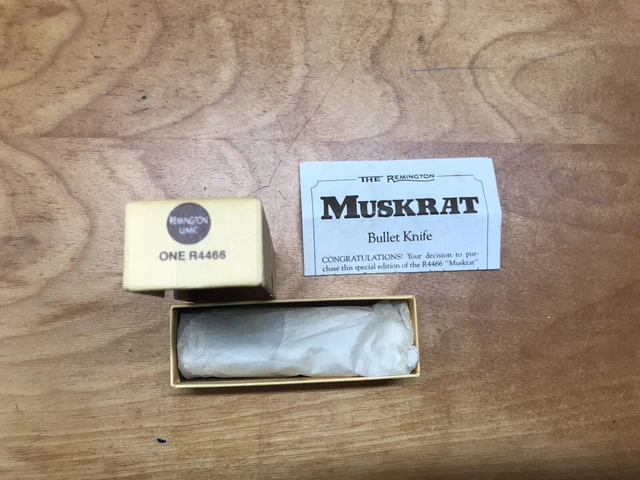 REMINGTON
UMC
ONE R4466
THE REMINGTON
MUSKRAT
Bullet Knife
CONGRATULATIONS! Your decision to pur-
chase this special edition of the R4466 "Muskrat"